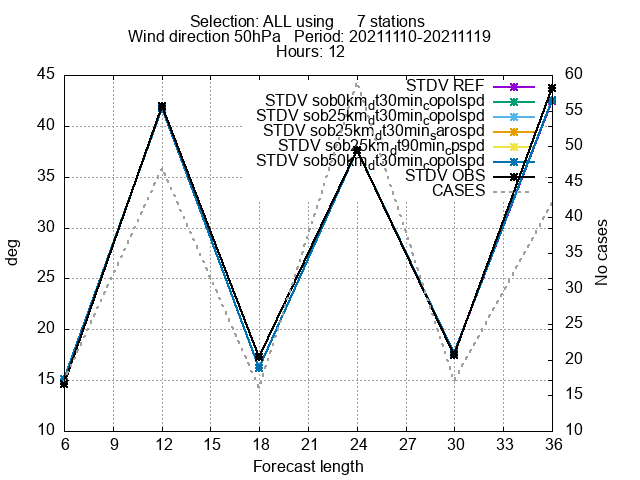 Selection: ALL using     7 stations
Wind direction 50hPa   Period: 20211110-20211119
Hours: 12
STDV REF
STDV sob0km_dt30min_copolspd
STDV sob25km_dt30min_copolspd
STDV sob25km_dt30min_sarospd
STDV sob25km_dt90min_cpspd
STDV sob50km_dt30min_copolspd
STDV OBS
CASES
deg
45
40
35
30
25
20
15
10
No cases
60
55
50
45
40
35
30
25
20
15
10
6 9 12 15 18 21 24 27 30 33 36
Forecast length